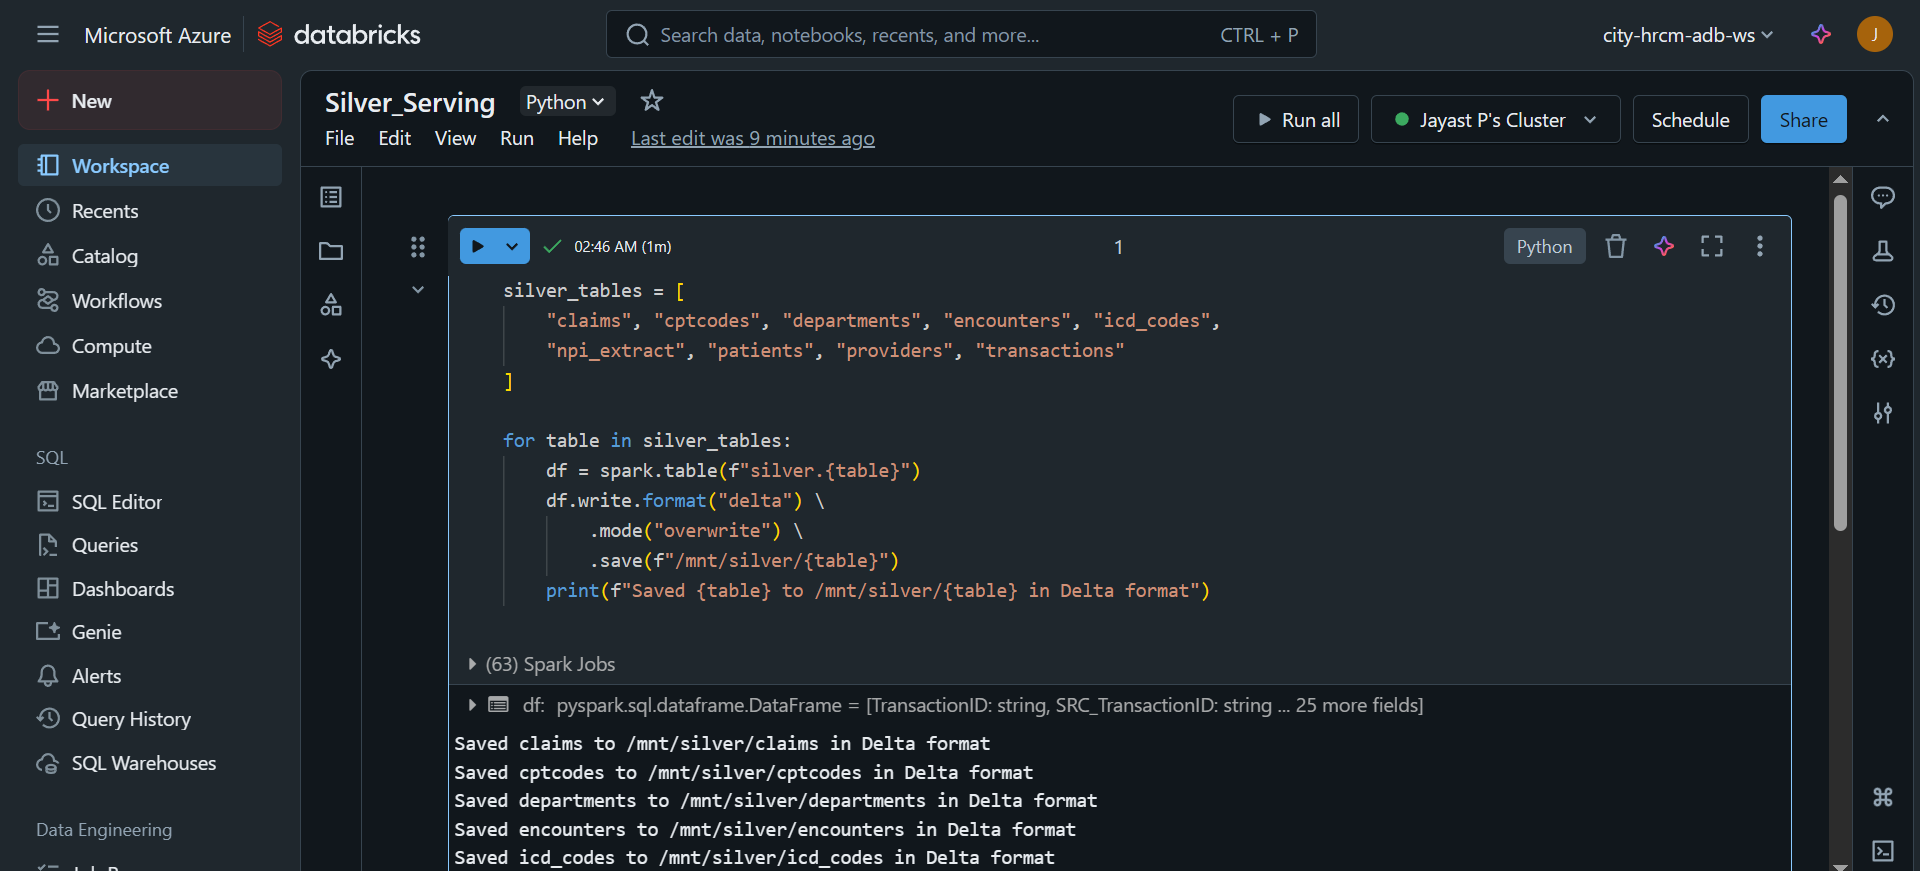 Microsoft Azure
databricks
Search data, notebooks, recents, and more...
CTRL + P
city-hrcm-adb-ws
J
New
Workspace
Recents
Catalog
Workflows
Compute
Marketplace
SQL
SQL Editor
Queries
Dashboards
Genie
Alerts
Query History
SQL Warehouses
Data Engineering
Silver_Serving
Python
File Edit View Run Help
Last edit was 9 minutes ago
Run all
Jayast P's Cluster
Schedule
Share
02:46 AM (1m)
1
Python
silver_tables = [
"claims", "cptcodes", "departments", "encounters", "icd_codes",
"npi_extract", "patients", "providers", "transactions"
]
for table in silver_tables:
df = spark.table(f"silver.{table}")
df.write.format("delta") \
.mode("overwrite") \
.save(f"/mnt/silver/{table}")
print(f"Saved {table} to /mnt/silver/{table} in Delta format")
(63) Spark Jobs
df: pyspark.sql.dataframe.DataFrame = [TransactionID: string, SRC_TransactionID: string ... 25 more fields]
Saved claims to /mnt/silver/claims in Delta format
Saved cptcodes to /mnt/silver/cptcodes in Delta format
Saved departments to /mnt/silver/departments in Delta format
Saved encounters to /mnt/silver/encounters in Delta format
Saved icd_codes to /mnt/silver/icd_codes in Delta format